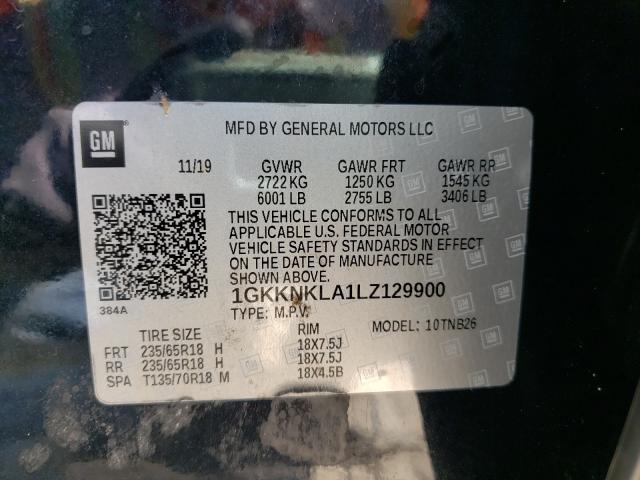 GM
MFD BY GENERAL MOTORS LLC
11/19 GVWR GAWR FRT GAWR RR
2722 KG 1250 KG 1545 KG
6001 LB 2755 LB 3406 LB
THIS VEHICLE CONFORMS TO ALL
APPLICABLE U.S. FEDERAL MOTOR
VEHICLE SAFETY STANDARDS IN EFFECT
ON THE DATE OF MANUFACTURE
SHOWN ABOVE.
384A
1GKKNKLA1LZ129900
TYPE: M.P.V.
TIRE SIZE RIM MODEL: 10TNB26
FRT 235/65R18 H 18X7.5J
RR 235/65R18 H 18X7.5J
SPA T135/70R18 M 18X4.5B